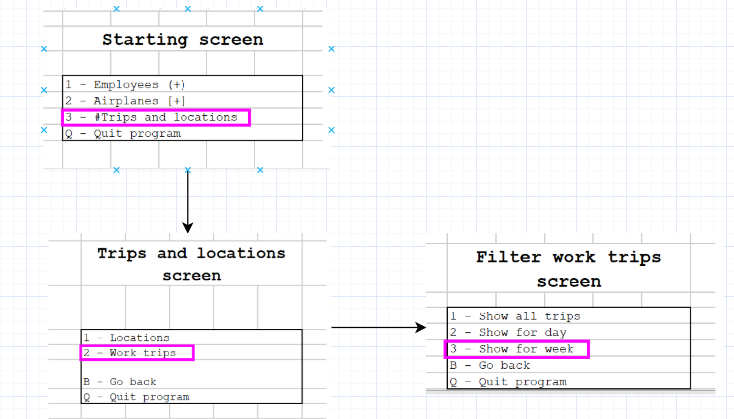 Starting screen
1 - Employees (+)
2 - Airplanes [+]
3 - #Trips and locations
Q - Quit program
Trips and locations
screen
1 - Locations
2 - Work trips
B - Go back
Q - Quit program
Filter work trips
screen
1 - Show all trips
2 - Show for day
3 - Show for week
B - Go back
Q - Quit program